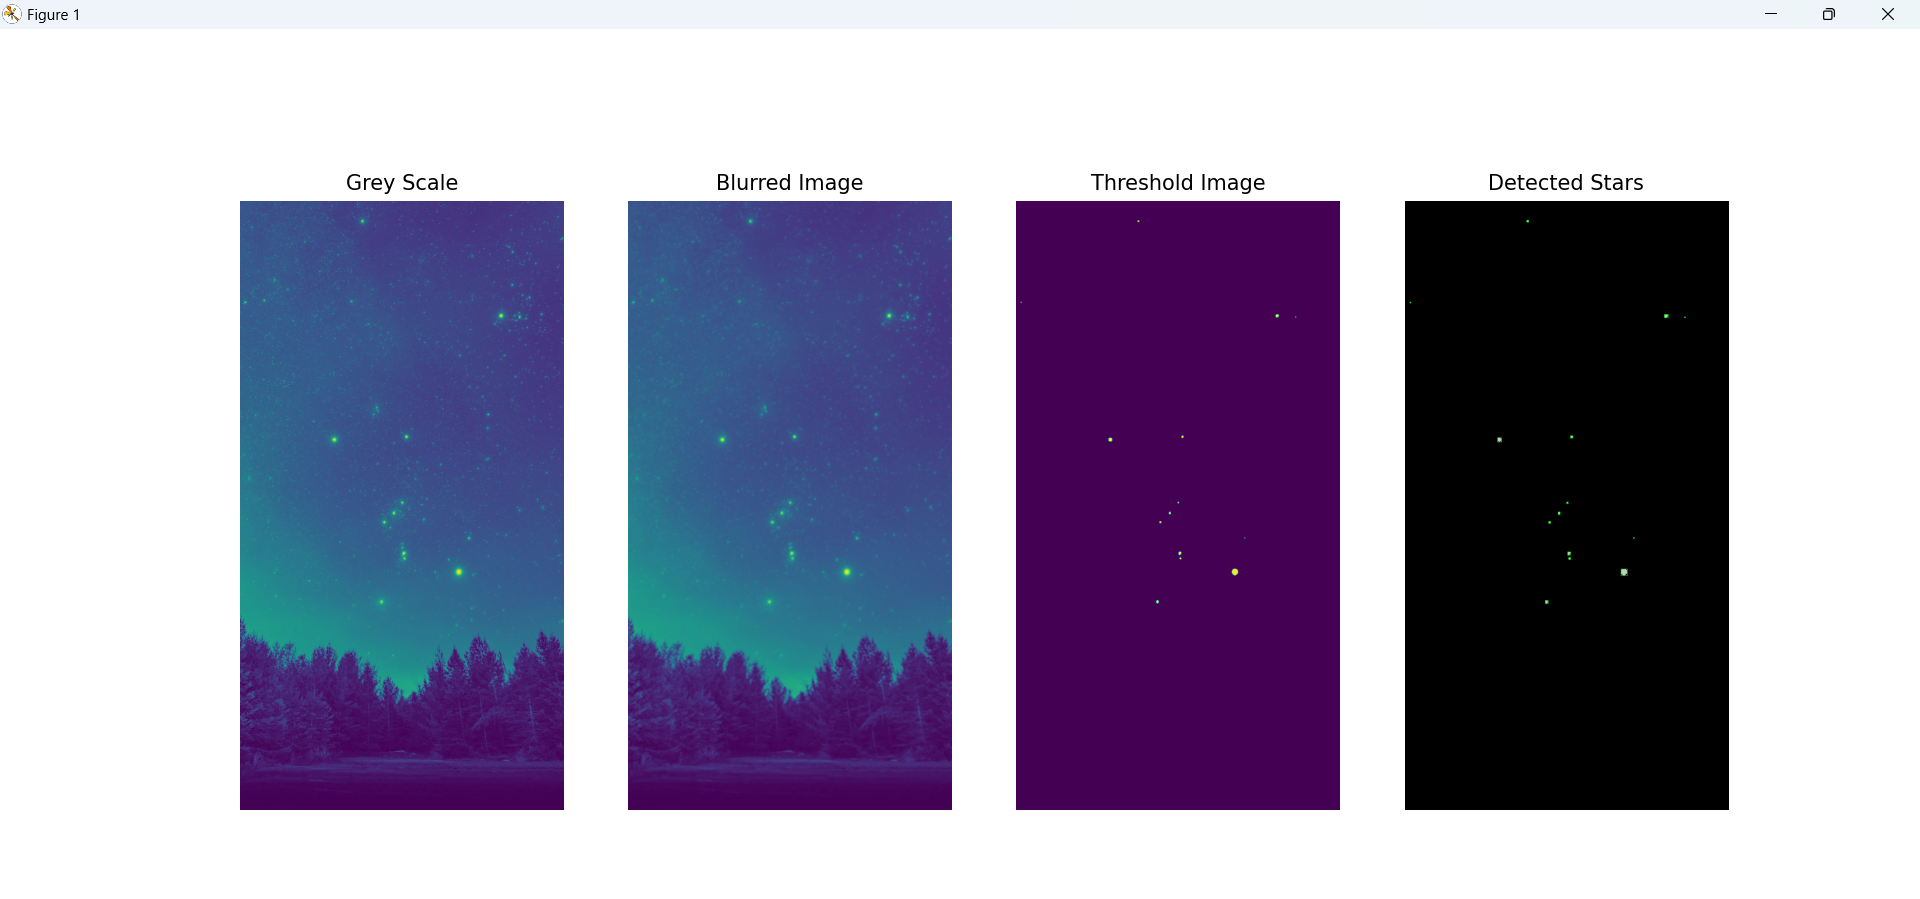 Figure 1
Grey Scale
Blurred Image
Threshold Image
Detected Stars